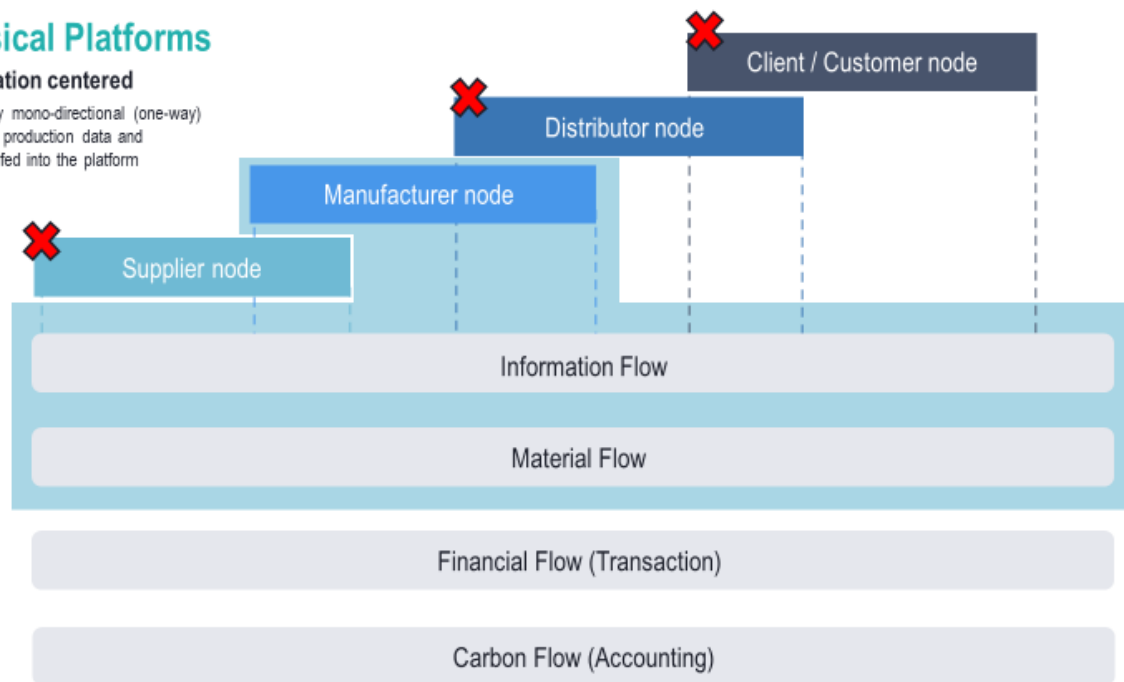 sical Platforms
ation centered
y mono-directional (one-way)
production data and
fed into the platform
Client / Customer node
Distributor node
Manufacturer node
Supplier node
Information Flow
Material Flow
Financial Flow (Transaction)
Carbon Flow (Accounting)